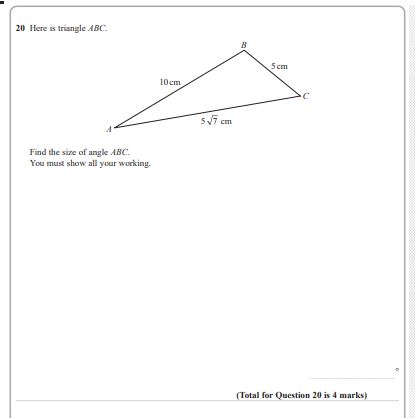 20 Here is triangle ABC.
B
5 cm
10 cm
C
5√7 cm
A
Find the size of angle ABC.
You must show all your working.
°
(Total for Question 20 is 4 marks)